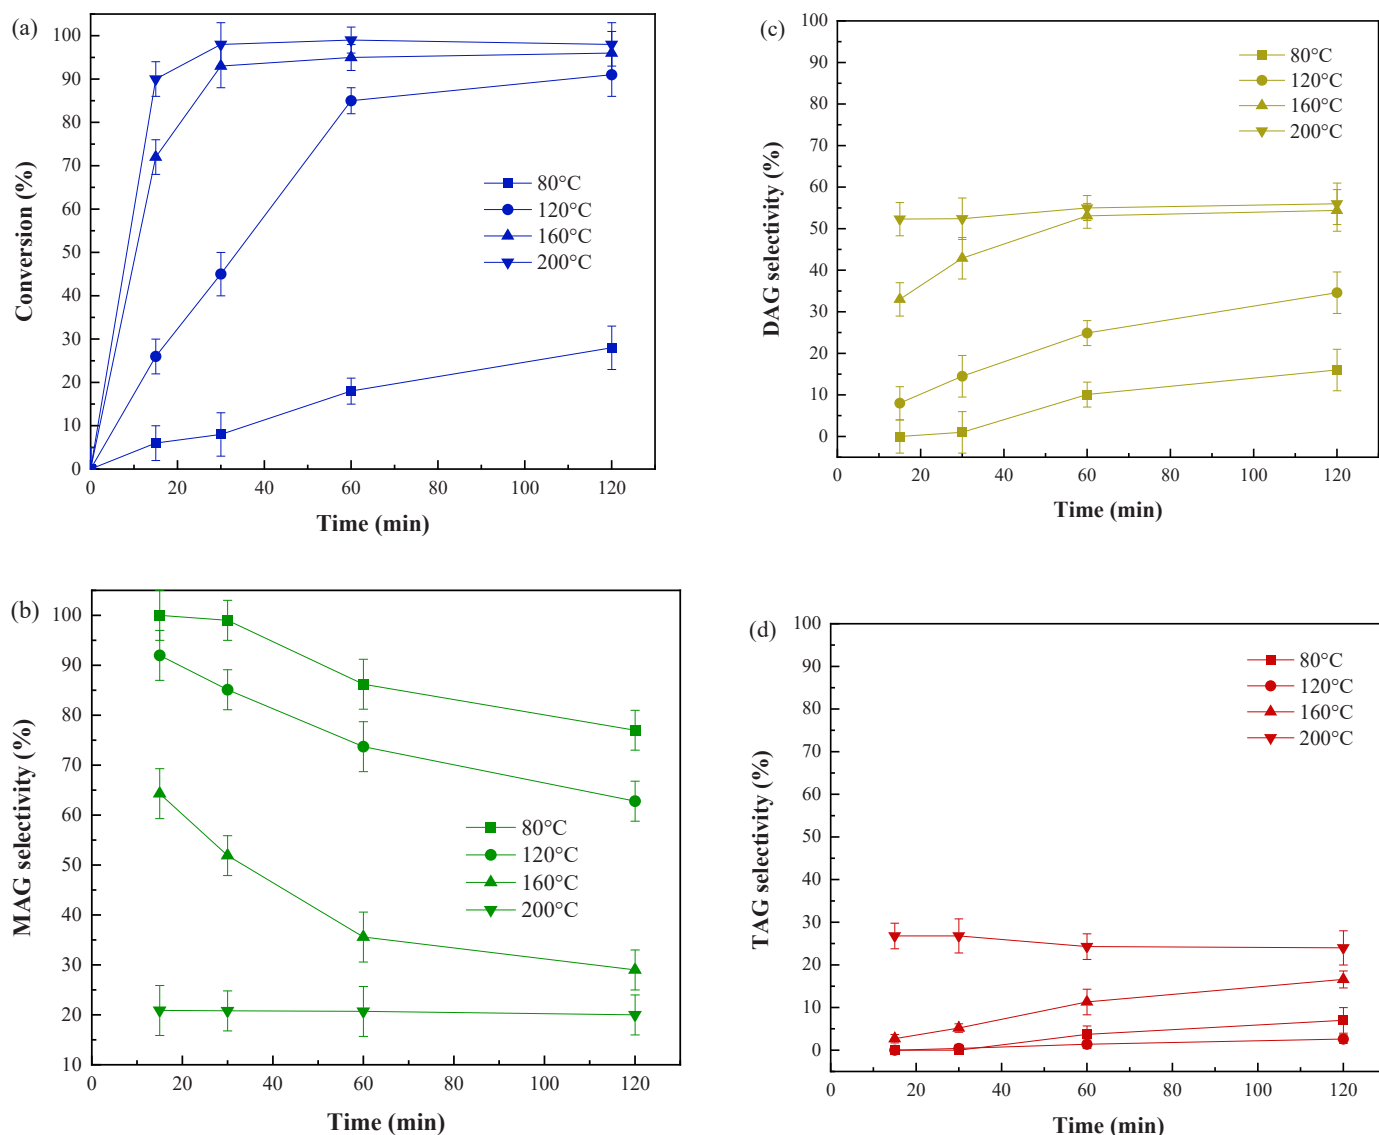 (a)
100
90
80
70
60
50
40
30
20
10
0
Conversion (%)
80°C
120°C
160°C
200°C
0 20 40 60 80 100 120
Time (min)
(c)
100
90
80
70
60
50
40
30
20
10
0
DAG selectivity (%)
80°C
120°C
160°C
200°C
0 20 40 60 80 100 120
Time (min)
(b)
100
90
80
70
60
50
40
30
20
10
MAG selectivity (%)
80°C
120°C
160°C
200°C
0 20 40 60 80 100 120
Time (min)
(d)
100
90
80
70
60
50
40
30
20
10
0
TAG selectivity (%)
80°C
120°C
160°C
200°C
0 20 40 60 80 100 120
Time (min)